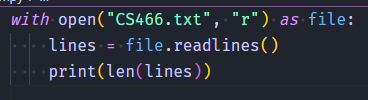 with open("CS466.txt", "r") as file:
    lines = file.readlines()
    print(len(lines))